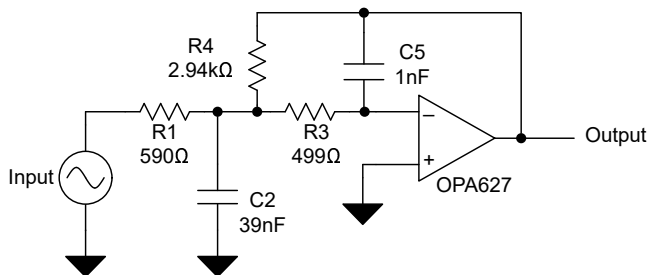 R4
2.94kΩ
C5
1nF
R1
590Ω
R3
499Ω
−
+
Output
Input
C2
39nF
OPA627